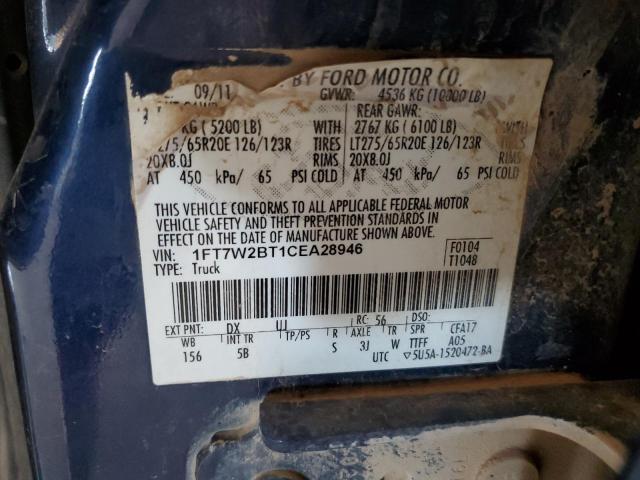 09/11 BY FORD MOTOR CO.
GVWR: 4536 KG (10000 LB)
REAR GAWR:
KG ( 5200 LB) WITH 2767 KG ( 6100 LB) WITH
275/65R20E 126/123R TIRES LT275/65R20E 126/123R TIRES
20X8.0J RIMS 20X8.0J RIMS
AT 450 kPa/ 65 PSI COLD AT 450 kPa/ 65 PSI COLD
THIS VEHICLE CONFORMS TO ALL APPLICABLE FEDERAL MOTOR
VEHICLE SAFETY AND THEFT PREVENTION STANDARDS IN
EFFECT ON THE DATE OF MANUFACTURE SHOWN ABOVE.
VIN: 1FT7W2BT1CEA28946 F0104
TYPE: Truck T1048
EXT PNT: DX UJ RC: 56 DSO:
WB INT TR TP/PS R AXLE TR SPR CFA17
156 5B S 3J W TTFF A05
UTC ▽5U5A-1520472-BA